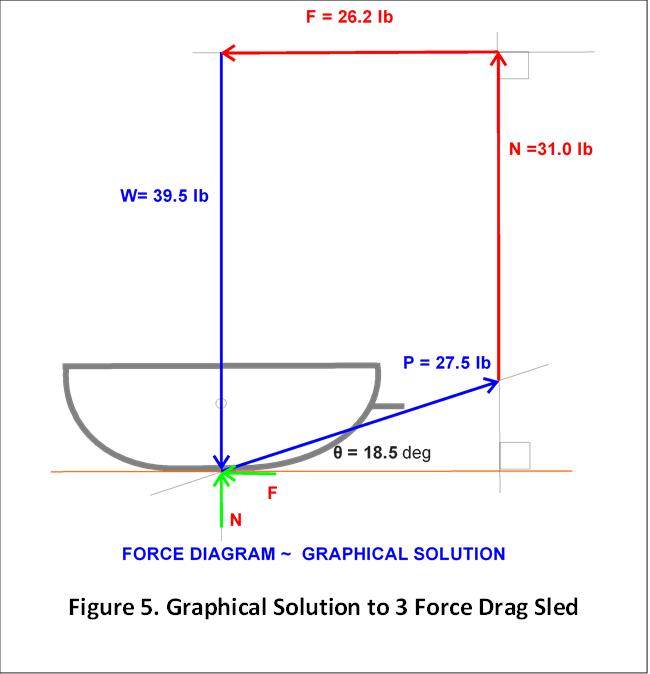 F = 26.2 lb
N =31.0 lb
W= 39.5 lb
P = 27.5 lb
θ = 18.5 deg
F
N
FORCE DIAGRAM ~ GRAPHICAL SOLUTION
Figure 5. Graphical Solution to 3 Force Drag Sled